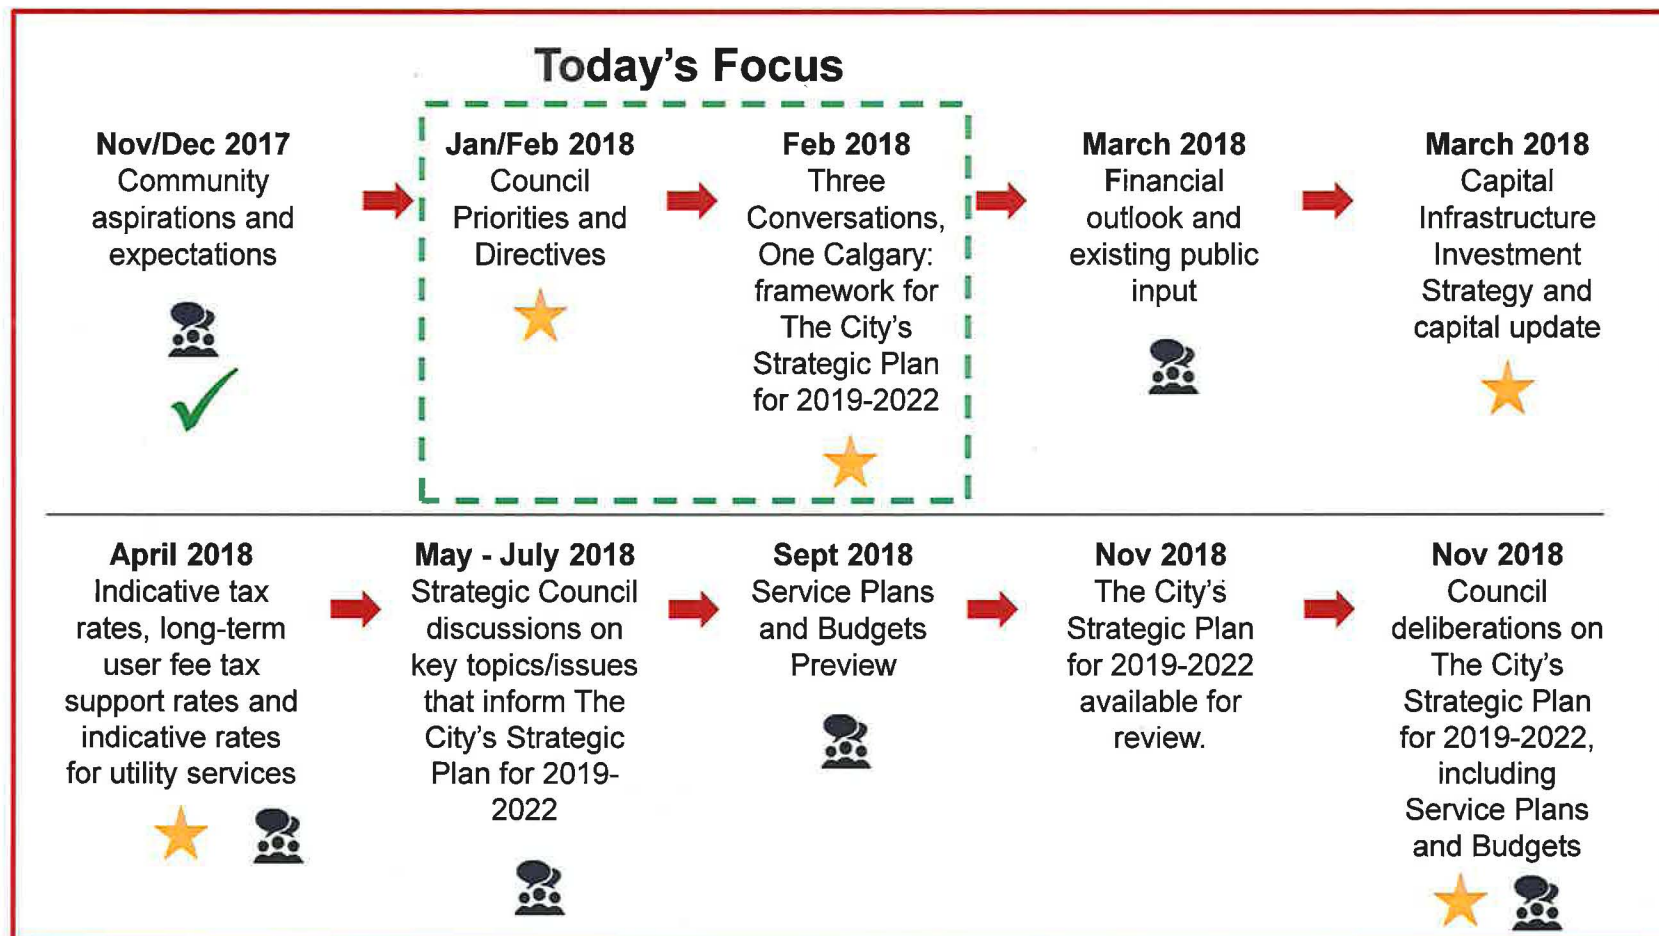 Today's Focus
Nov/Dec 2017
Community
aspirations and
expectations
Jan/Feb 2018
Council
Priorities and
Directives
Feb 2018
Three
Conversations,
One Calgary:
framework for
The City's
Strategic Plan
for 2019-2022
March 2018
Financial
outlook and
existing public
input
March 2018
Capital
Infrastructure
Investment
Strategy and
capital update
April 2018
Indicative tax
rates, long-term
user fee tax
support rates and
indicative rates
for utility services
May - July 2018
Strategic Council
discussions on
key topics/issues
that inform The
City's Strategic
Plan for 2019-
2022
Sept 2018
Service Plans
and Budgets
Preview
Nov 2018
The City's
Strategic Plan
for 2019-2022
available for
review.
Nov 2018
Council
deliberations on
The City's
Strategic Plan
for 2019-2022,
including
Service Plans
and Budgets